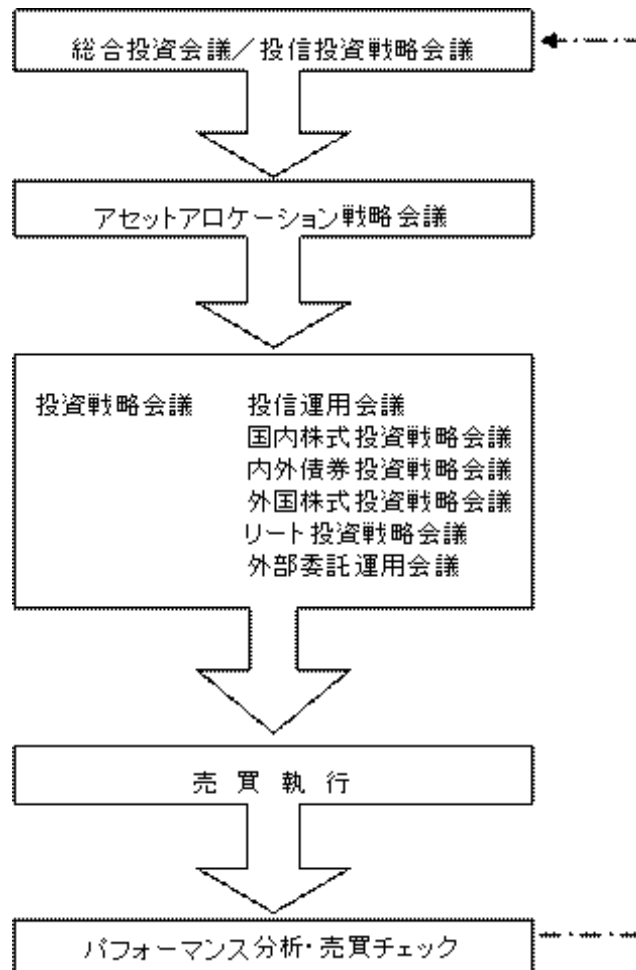 総合投資会議／投信投資戦略会議
アセットアロケーション戦略会議
投資戦略会議 投信運用会議
国内株式投資戦略会議
内外債券投資戦略会議
外国株式投資戦略会議
リート投資戦略会議
外部委託運用会議
売買執行
パフォーマンス分析・売買チェック